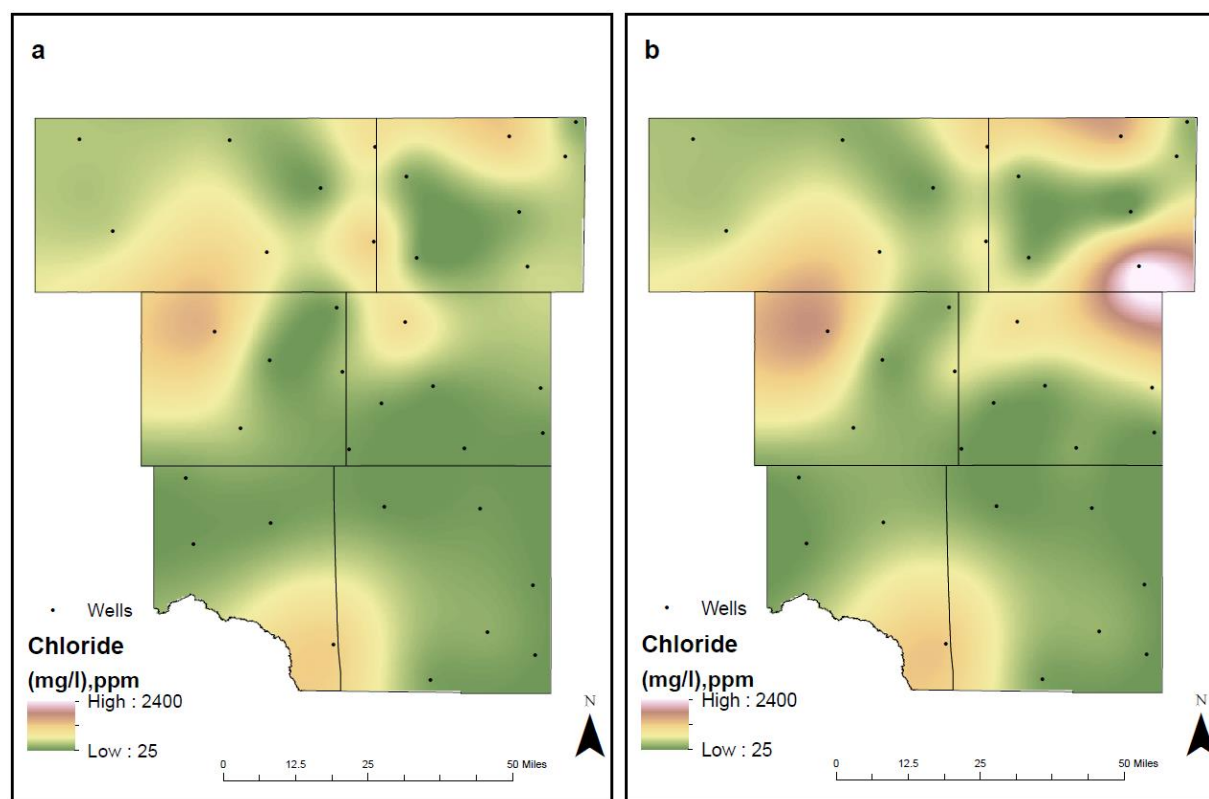 a
Wells
Chloride
(mg/l),ppm
High : 2400
Low : 25
N
0 12.5 25 50 Miles
b
Wells
Chloride
(mg/l),ppm
High : 2400
Low : 25
N
0 12.5 25 50 Miles